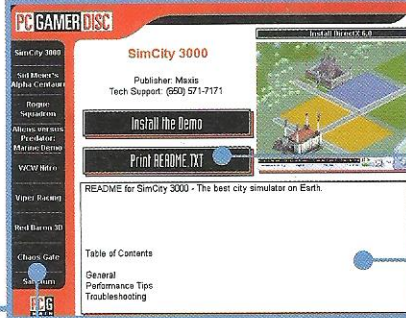 PC GAMER DISC
SimCity 3000
Sid Meier's
Alpha Centauri
Rogue
Squadron
Aliens versus
Predator:
Marine Demo
WCW Nitro
Viper Racing
Red Baron 3D
Chaos Gate
Sanctum
PCG
MAIN
SimCity 3000
Publisher: Maxis
Tech Support: (650) 571-7171
Install the Demo
Print README.TXT
Install DirectX 6.0
README for SimCity 3000 - The best city simulator on Earth.
Table of Contents
General
Performance Tips
Troubleshooting